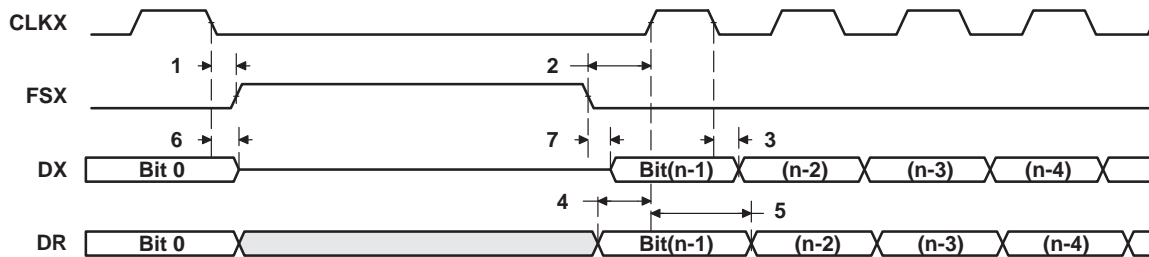 CLKX
1 2
FSX
6 7 3
DX Bit 0 Bit(n-1) (n-2) (n-3) (n-4)
4 5
DR Bit 0 Bit(n-1) (n-2) (n-3) (n-4)